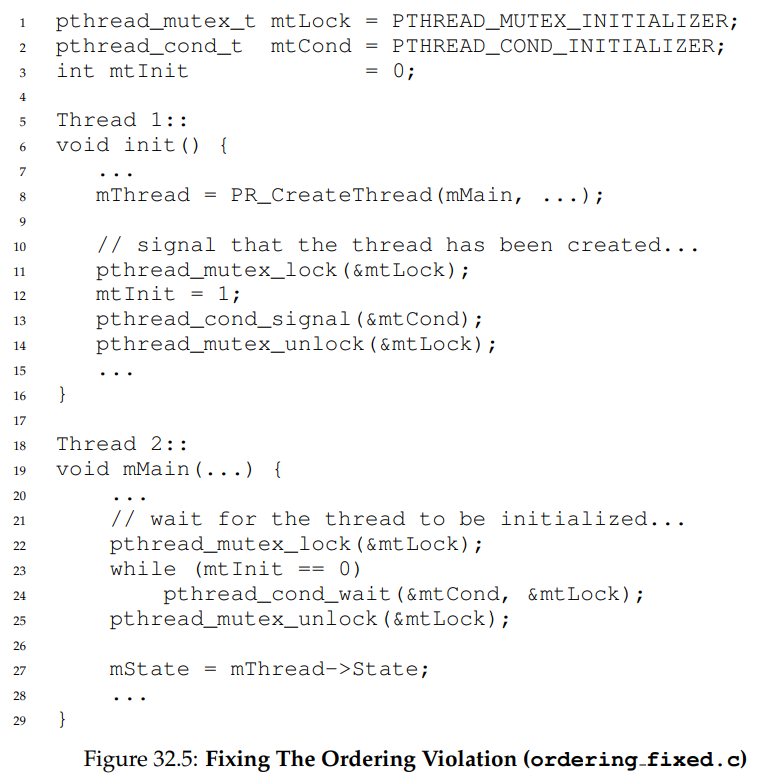 1 pthread_mutex_t mtLock = PTHREAD_MUTEX_INITIALIZER;
2 pthread_cond_t mtCond = PTHREAD_COND_INITIALIZER;
3 int mtInit = 0;
4
5 Thread 1::
6 void init() {
7 ...
8 mThread = PR_CreateThread(mMain, ...);
9
10 // signal that the thread has been created...
11 pthread_mutex_lock(&mtLock);
12 mtInit = 1;
13 pthread_cond_signal(&mtCond);
14 pthread_mutex_unlock(&mtLock);
15 ...
16 }
17
18 Thread 2::
19 void mMain(...) {
20 ...
21 // wait for the thread to be initialized...
22 pthread_mutex_lock(&mtLock);
23 while (mtInit == 0)
24 pthread_cond_wait(&mtCond, &mtLock);
25 pthread_mutex_unlock(&mtLock);
26
27 mState = mThread->State;
28 ...
29 }
Figure 32.5: Fixing The Ordering Violation (ordering_fixed.c)